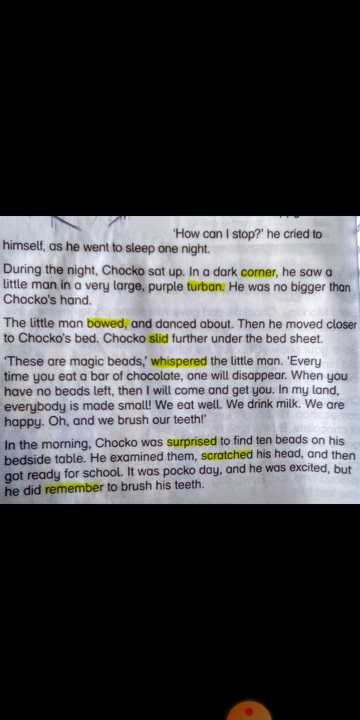 'How can I stop?' he cried to
himself, as he went to sleep one night.
During the night, Chocko sat up. In a dark corner, he saw a
little man in a very large, purple turban. He was no bigger than
Chocko's hand.
The little man bowed, and danced about. Then he moved closer
to Chocko's bed. Chocko slid further under the bed sheet.
'These are magic beads,' whispered the little man. 'Every
time you eat a bar of chocolate, one will disappear. When you
have no beads left, then I will come and get you. In my land,
everybody is made small! We eat well. We drink milk. We are
happy. Oh, and we brush our teeth!'
In the morning, Chocko was surprised to find ten beads on his
bedside table. He examined them, scratched his head, and then
got ready for school. It was pocko day, and he was excited, but
he did remember to brush his teeth.